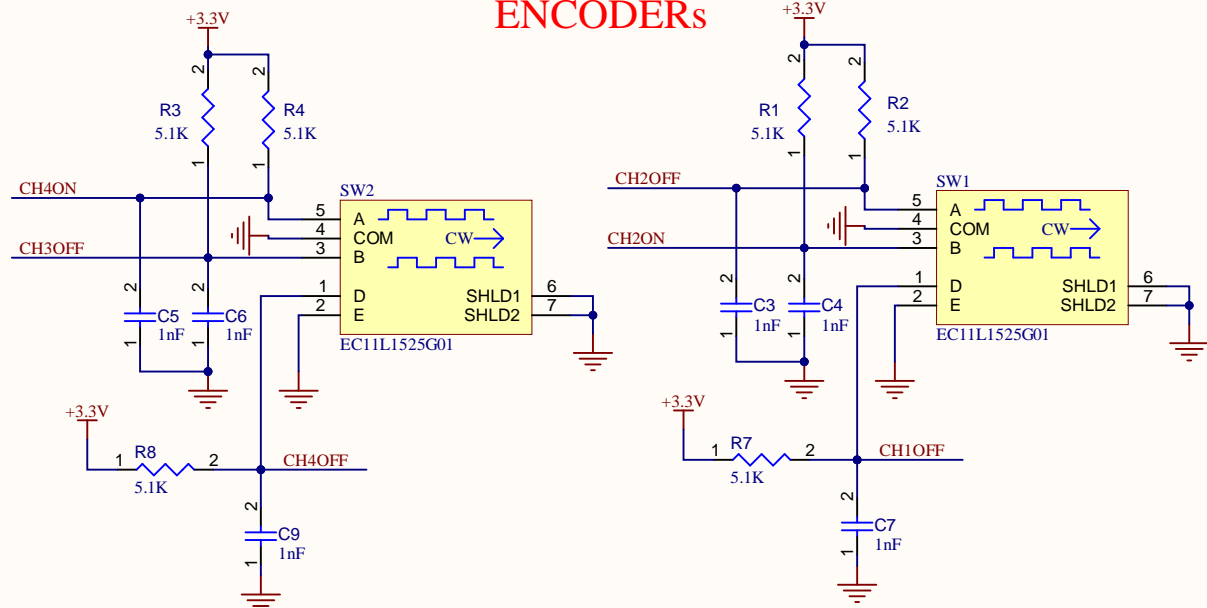 ENCODERs
+3.3V
2
2
R3
5.1K
R4
5.1K
1
1
CH4ON
CH3OFF
SW2
5
4
3
1
2
A
COM
B
D
E
CW
SHLD1
SHLD2
6
7
EC11L1525G01
2
C5
1nF
1
2
C6
1nF
1
+3.3V
1
R8
2
5.1K
CH4OFF
2
C9
1nF
1
+3.3V
2
2
R1
5.1K
R2
5.1K
1
1
CH2OFF
CH2ON
SW1
5
4
3
1
2
A
COM
B
D
E
CW
SHLD1
SHLD2
6
7
EC11L1525G01
2
C3
1nF
1
2
C4
1nF
1
+3.3V
1
R7
2
5.1K
CH1OFF
2
C7
1nF
1